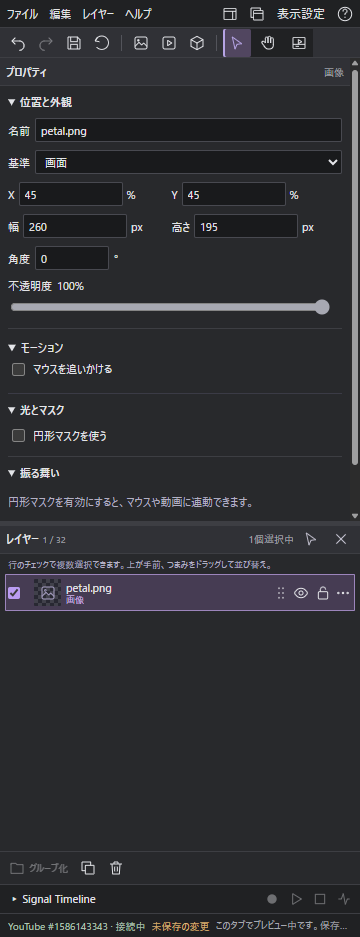 ファイル 編集 レイヤー ヘルプ 表示設定
プロパティ 画像
▼ 位置と外観
名前 petal.png
基準 画面
X 45 % Y 45 %
幅 260 px 高さ 195 px
角度 0 °
不透明度 100%
▼ モーション
マウスを追いかける
▼ 光とマスク
円形マスクを使う
▼ 振る舞い
円形マスクを有効にすると、マウスや動画に連動できます。
レイヤー 1 / 32 1個選択中
行のチェックで複数選択できます。上が手前、つまみをドラッグして並び替え。
petal.png
画像
グループ化
Signal Timeline
YouTube #1586143343 · 接続中 未保存の変更 このタブでプレビュー中です。保存...